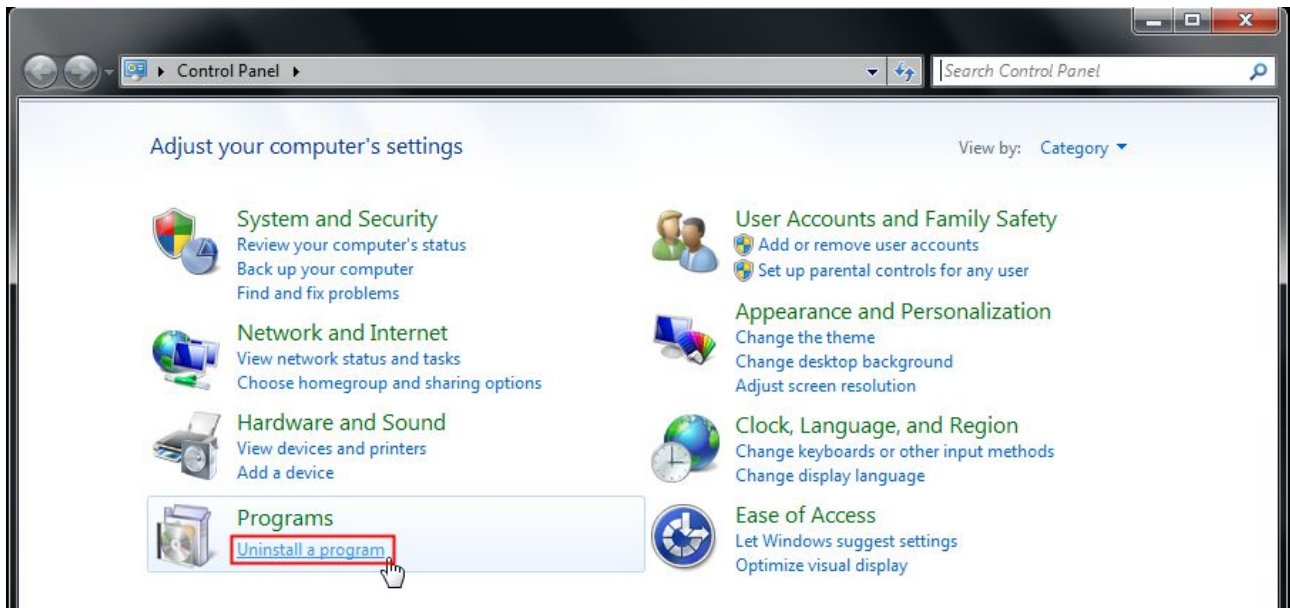 Control Panel
Search Control Panel
Adjust your computer's settings
View by: Category
System and Security
Review your computer's status
Back up your computer
Find and fix problems
Network and Internet
View network status and tasks
Choose homegroup and sharing options
Hardware and Sound
View devices and printers
Add a device
Programs
Uninstall a program
User Accounts and Family Safety
Add or remove user accounts
Set up parental controls for any user
Appearance and Personalization
Change the theme
Change desktop background
Adjust screen resolution
Clock, Language, and Region
Change keyboards or other input methods
Change display language
Ease of Access
Let Windows suggest settings
Optimize visual display